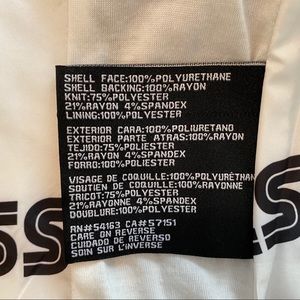 SHELL FACE:100%POLYURETHANE
SHELL BACKING:100%RAYON
KNIT:75%POLYESTER
21%RAYON 4%SPANDEX
LINING:100%POLYESTER
EXTERIOR CARA:100%POLIURETANO
EXTERIOR PARTE ATRAS:100%RAYON
TEJIDO:75%POLIESTER
21%RAYON 4%SPANDEX
FORRO:100%POLIESTER
VISAGE DE COQUILLE:100%POLYURÉTHAN
SOUTIEN DE COQUILLE:100%RAYONNE
TRICOT:75%POLYESTER
21%RAYONNE 4%SPANDEX
DOUBLURE:100%POLYESTER
RN#54163 CA#57151
CARE ON REVERSE
CUIDADO DE REVERSO
SOIN SUR L'INVERSE